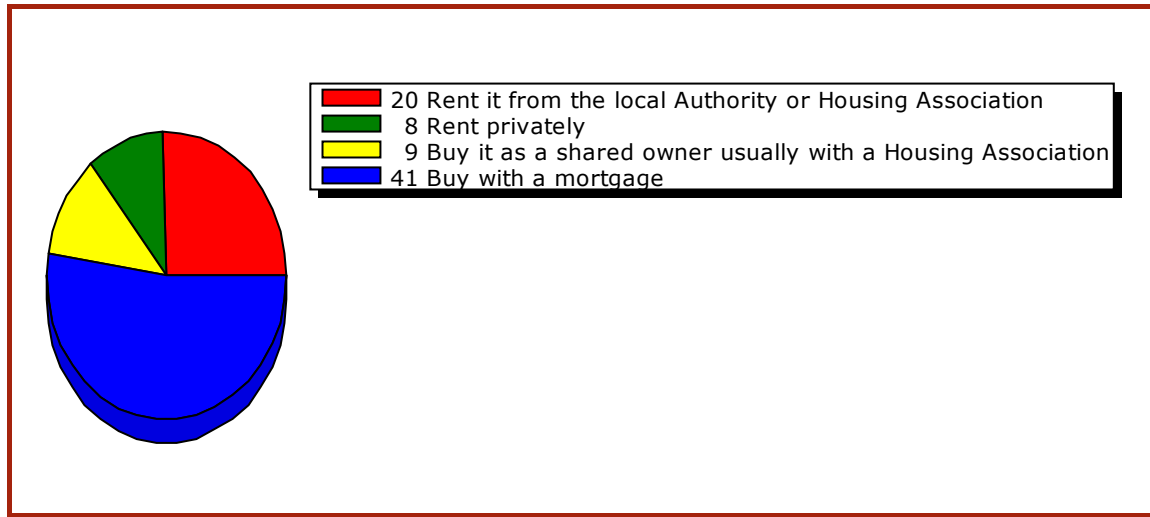 20 Rent it from the local Authority or Housing Association
8 Rent privately
9 Buy it as a shared owner usually with a Housing Association
41 Buy with a mortgage